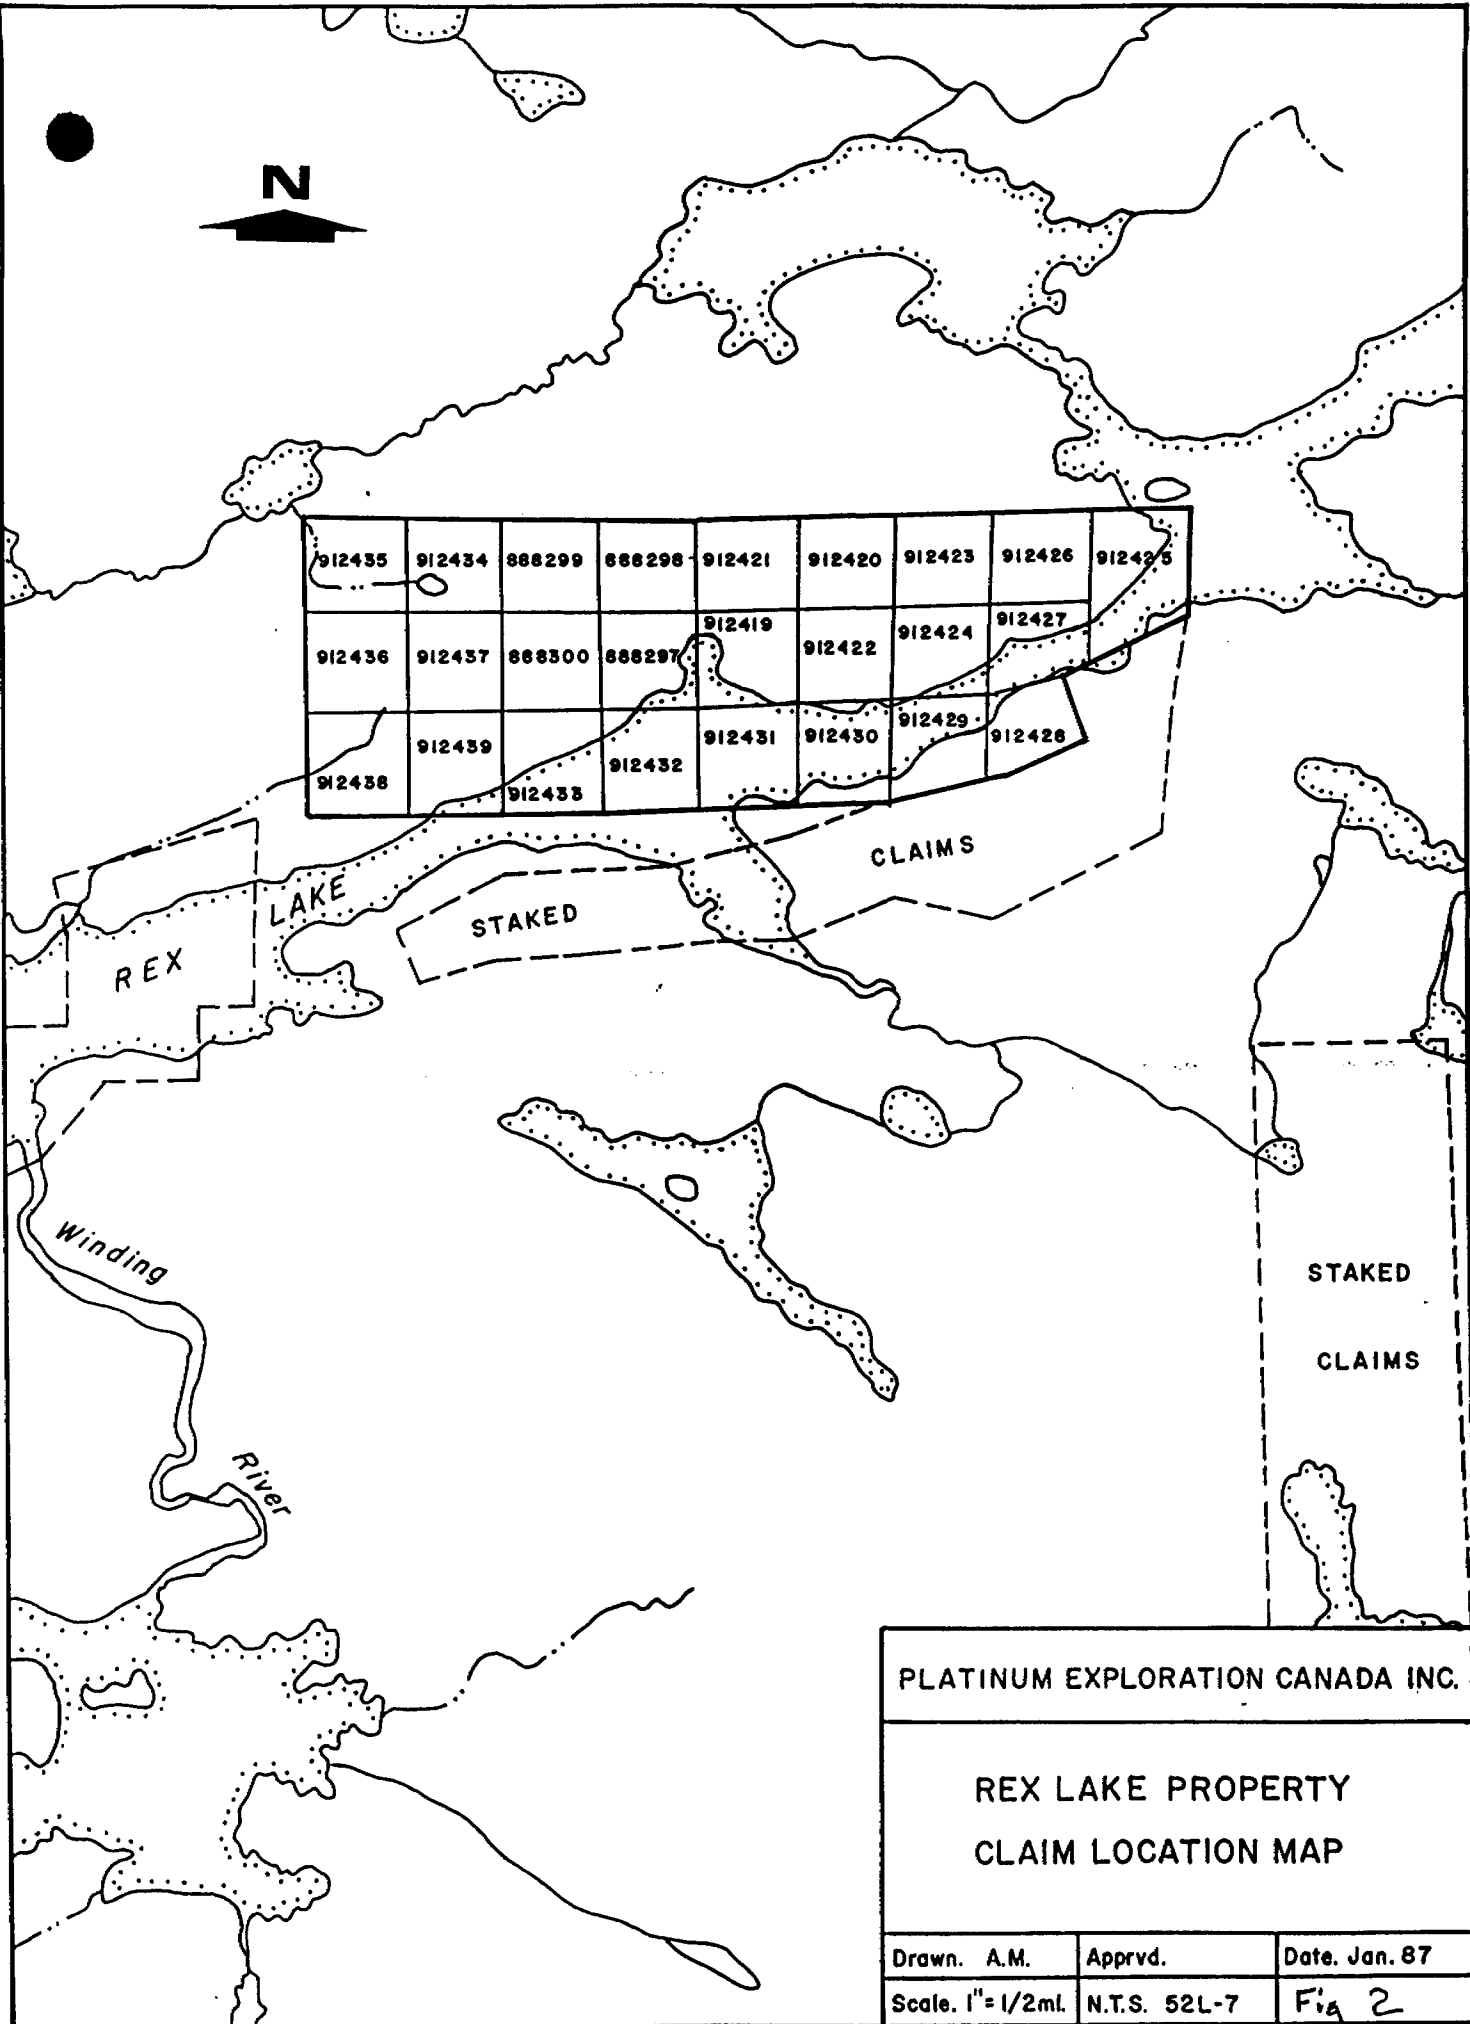 N
912435 912434 888299 888298 912421 912420 912423 912426 912425
912436 912437 888300 888297 912419 912422 912424 912427
912438 912439 912433 912432 912431 912430 912429 912428
CLAIMS
LAKE
STAKED
REX
Winding
River
STAKED
CLAIMS
PLATINUM EXPLORATION CANADA INC.
REX LAKE PROPERTY
CLAIM LOCATION MAP
Drawn. A.M. Apprvd. Date. Jan. 87
Scale. 1"= 1/2mi. N.T.S. 52L-7 Fig 2